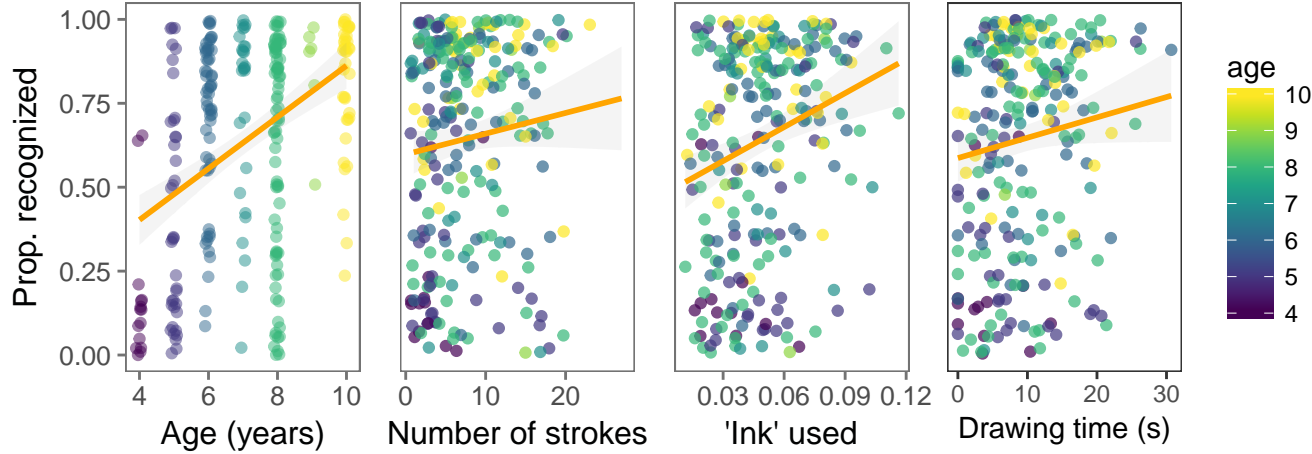 Prop. recognized
1.00
0.75
0.50
0.25
0.00
4 6 8 10
Age (years)
0 10 20
Number of strokes
0.03 0.06 0.09 0.12
'Ink' used
0 10 20 30
Drawing time (s)
age
10
9
8
7
6
5
4